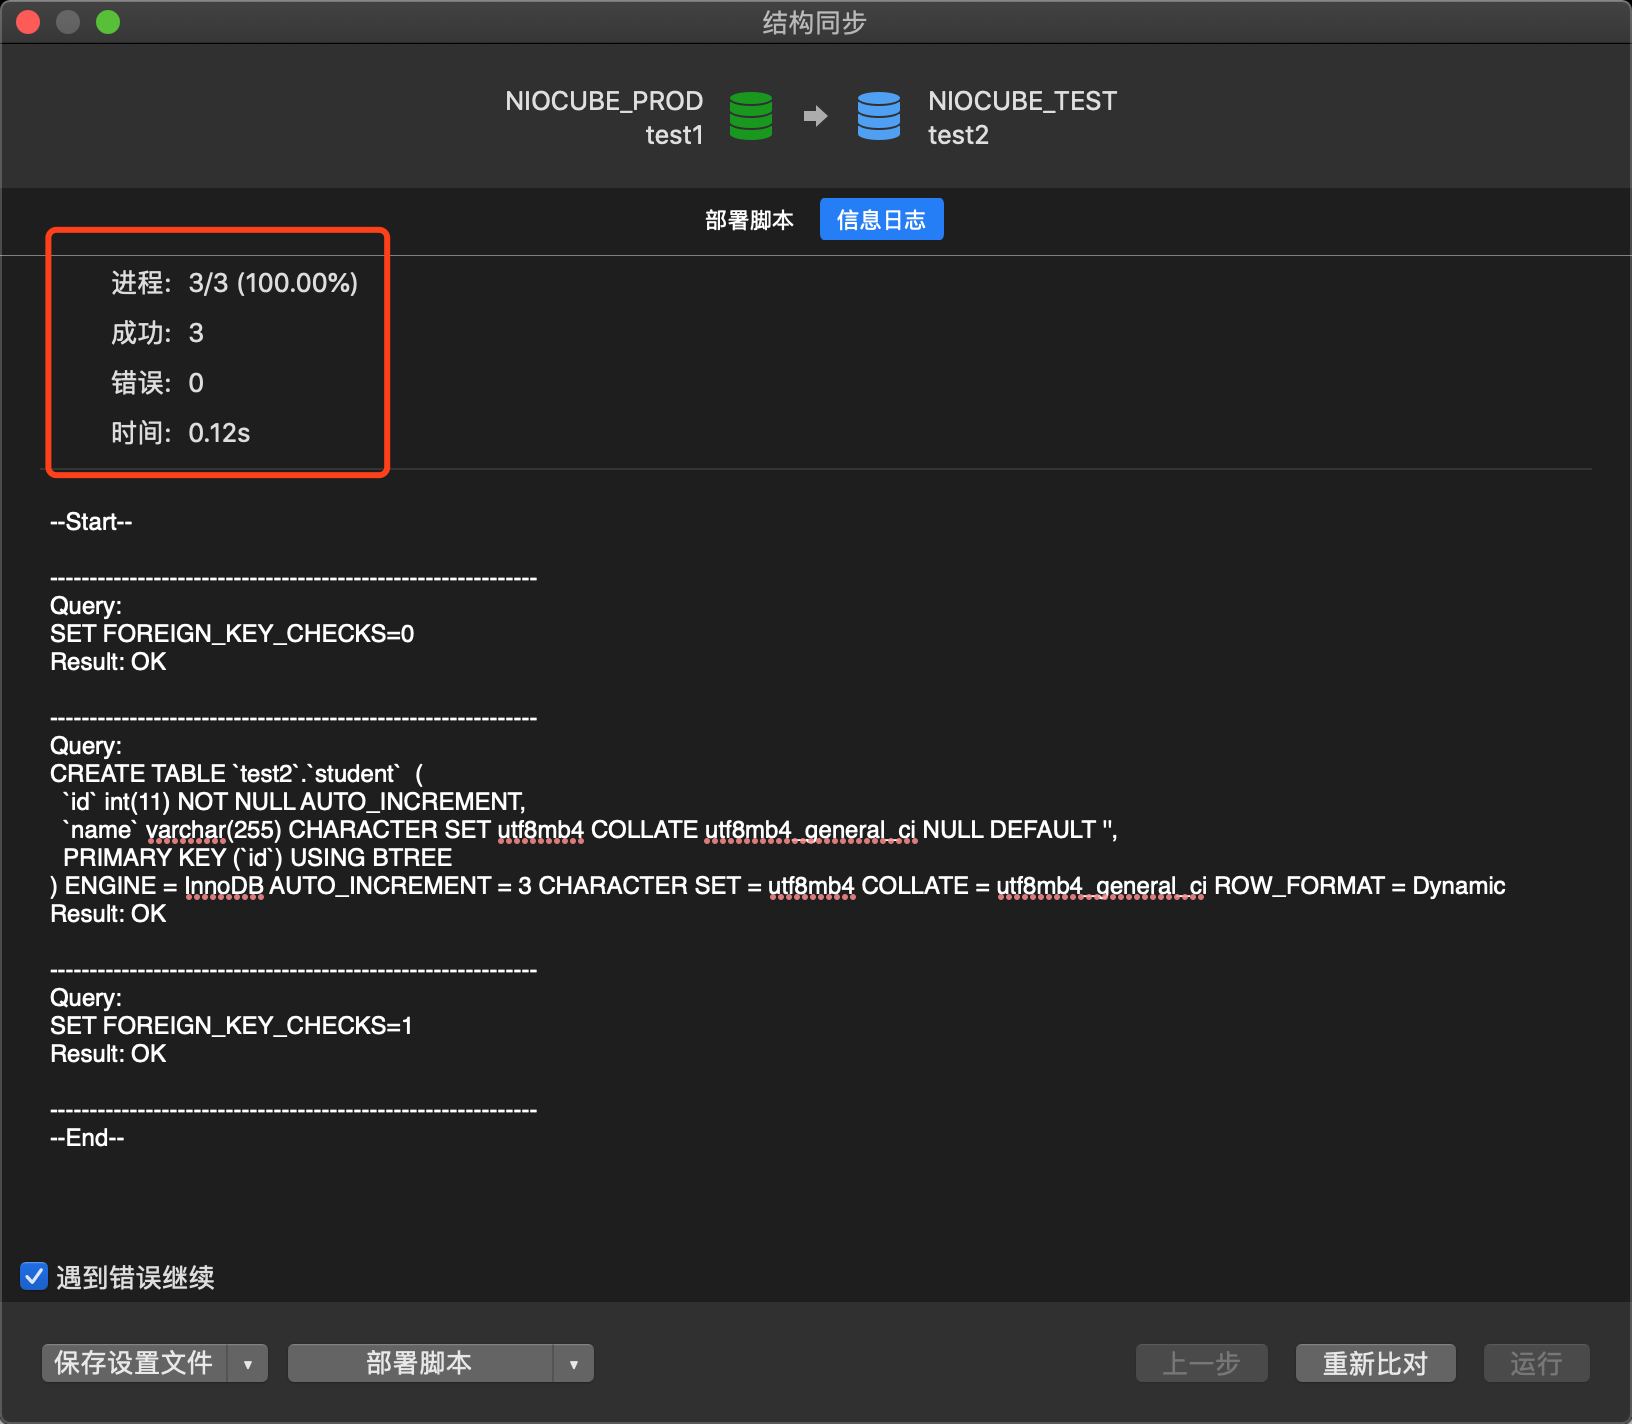 结构同步
NIOCUBE_PROD
test1
NIOCUBE_TEST
test2
部署脚本
信息日志
进程: 3/3 (100.00%)
成功: 3
错误: 0
时间: 0.12s
--Start--
-------------------------------------------------------------
Query:
SET FOREIGN_KEY_CHECKS=0
Result: OK
-------------------------------------------------------------
Query:
CREATE TABLE `test2`.`student`  (
  `id` int(11) NOT NULL AUTO_INCREMENT,
  `name` varchar(255) CHARACTER SET utf8mb4 COLLATE utf8mb4_general_ci NULL DEFAULT '',
  PRIMARY KEY (`id`) USING BTREE
) ENGINE = InnoDB AUTO_INCREMENT = 3 CHARACTER SET = utf8mb4 COLLATE = utf8mb4_general_ci ROW_FORMAT = Dynamic
Result: OK
-------------------------------------------------------------
Query:
SET FOREIGN_KEY_CHECKS=1
Result: OK
-------------------------------------------------------------
--End--
遇到错误继续
保存设置文件
部署脚本
上一步
重新比对
运行